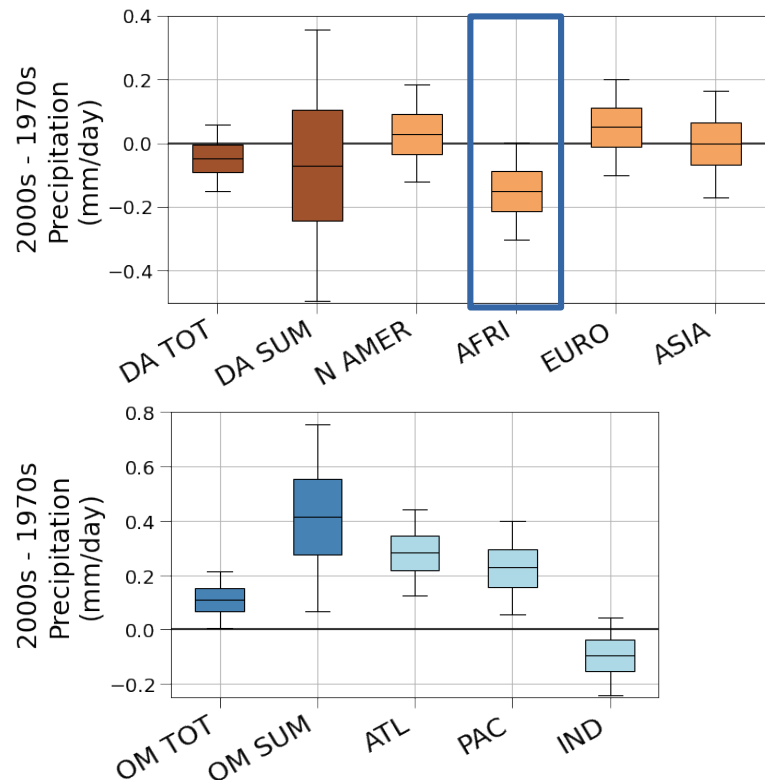 2000s - 1970s
Precipitation
(mm/day)
0.4
0.2
0.0
−0.2
−0.4
DA TOT
DA SUM
N AMER
AFRI
EURO
ASIA
2000s - 1970s
Precipitation
(mm/day)
0.8
0.6
0.4
0.2
0.0
−0.2
OM TOT
OM SUM
ATL
PAC
IND